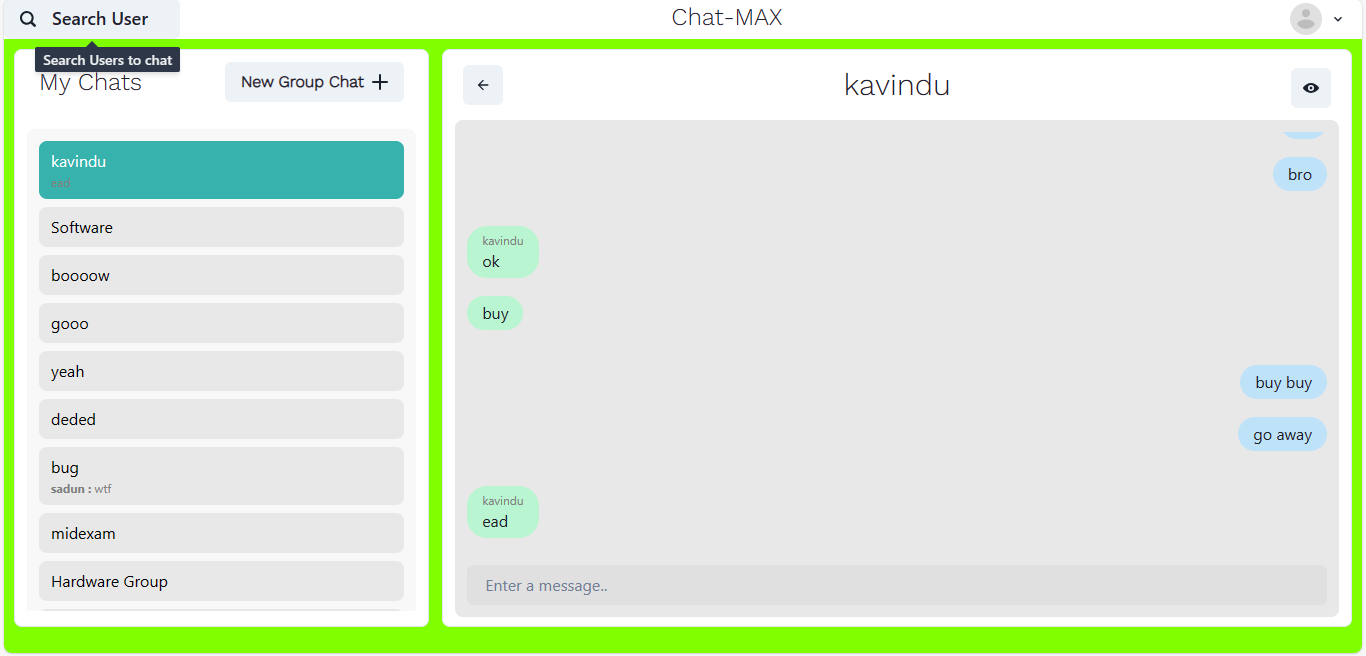 Search User
Chat-MAX
Search Users to chat
My Chats
New Group Chat
kavindu
ead
Software
boooow
gooo
yeah
deded
bug
sadun : wtf
midexam
Hardware Group
kavindu
bro
kavindu
ok
buy
buy buy
go away
kavindu
ead
Enter a message..